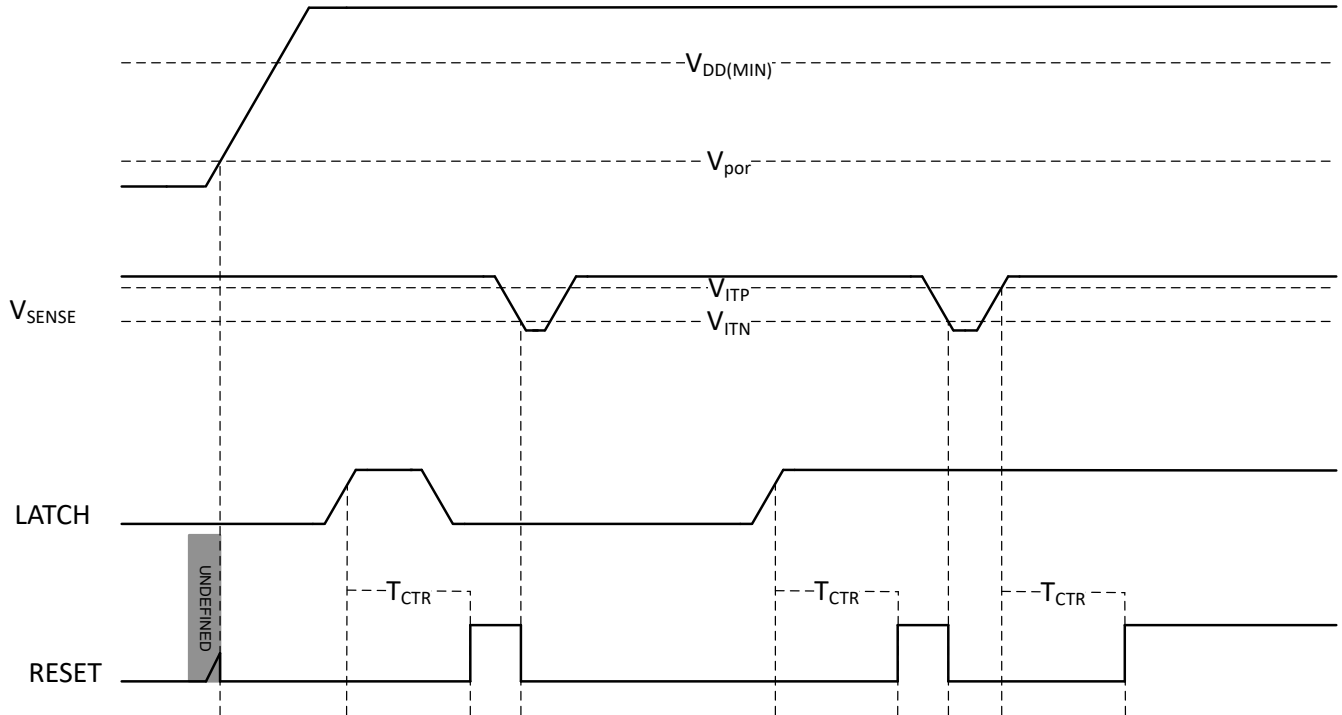 VDD(MIN)
Vpor
VSENSE
VITP
VITN
LATCH
UNDEFINED
TCTR
TCTR
TCTR
RESET